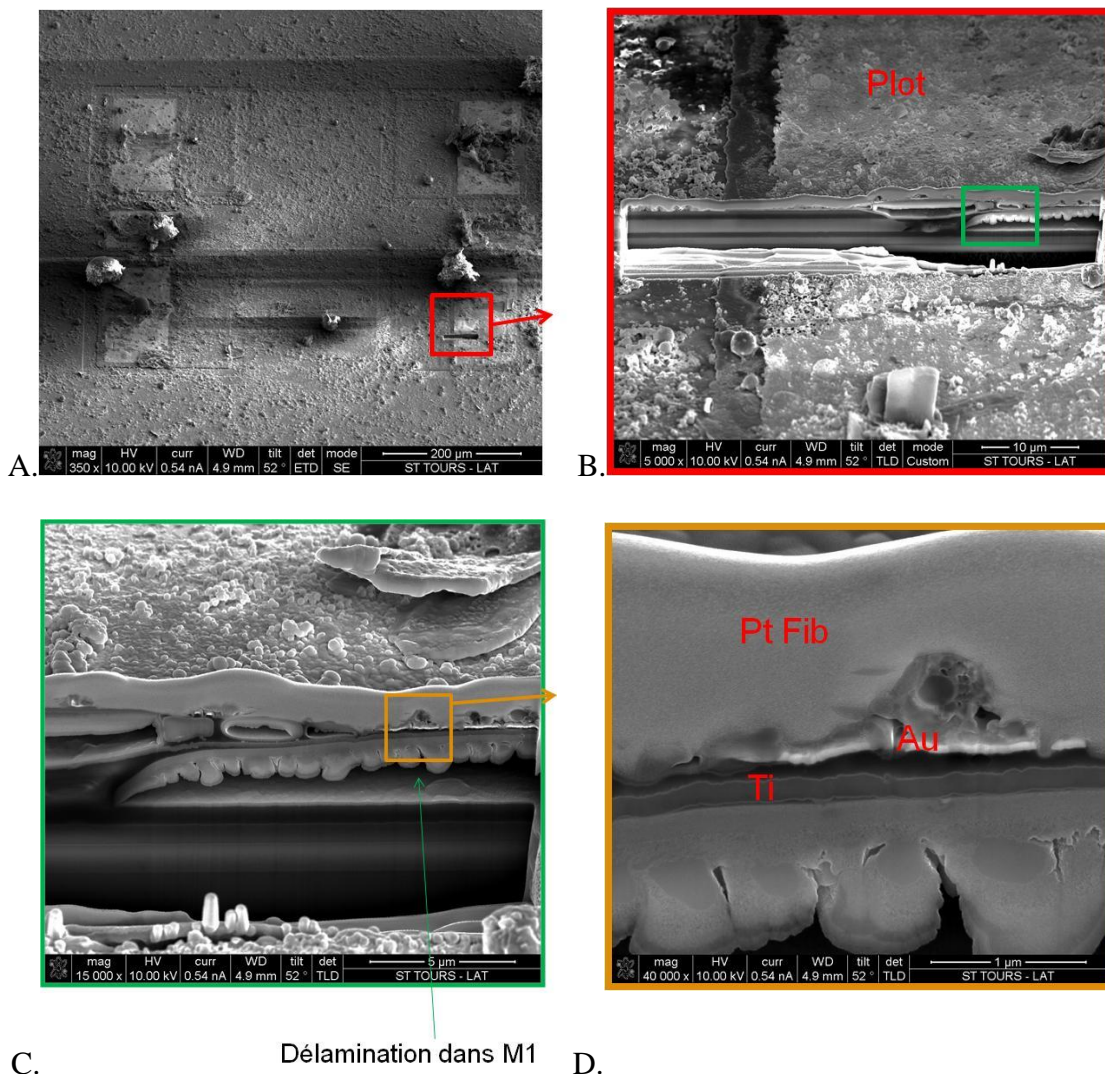 Plot
mag HV curr WD tilt det mode
350 x 10.00 kV 0.54 nA 4.9 mm 52 ° ETD SE
200 µm
ST TOURS - LAT
A.
mag HV curr WD tilt det mode
5 000 x 10.00 kV 0.54 nA 4.9 mm 52 ° TLD Custom
10 µm
ST TOURS - LAT
B.
Pt Fib
Au
Ti
mag HV curr WD tilt det
15 000 x 10.00 kV 0.54 nA 4.9 mm 52 ° TLD
5 µm
ST TOURS - LAT
mag HV curr WD tilt det
40 000 x 10.00 kV 0.54 nA 4.9 mm 52 ° TLD
1 µm
ST TOURS - LAT
Délamination dans M1
C.
D.